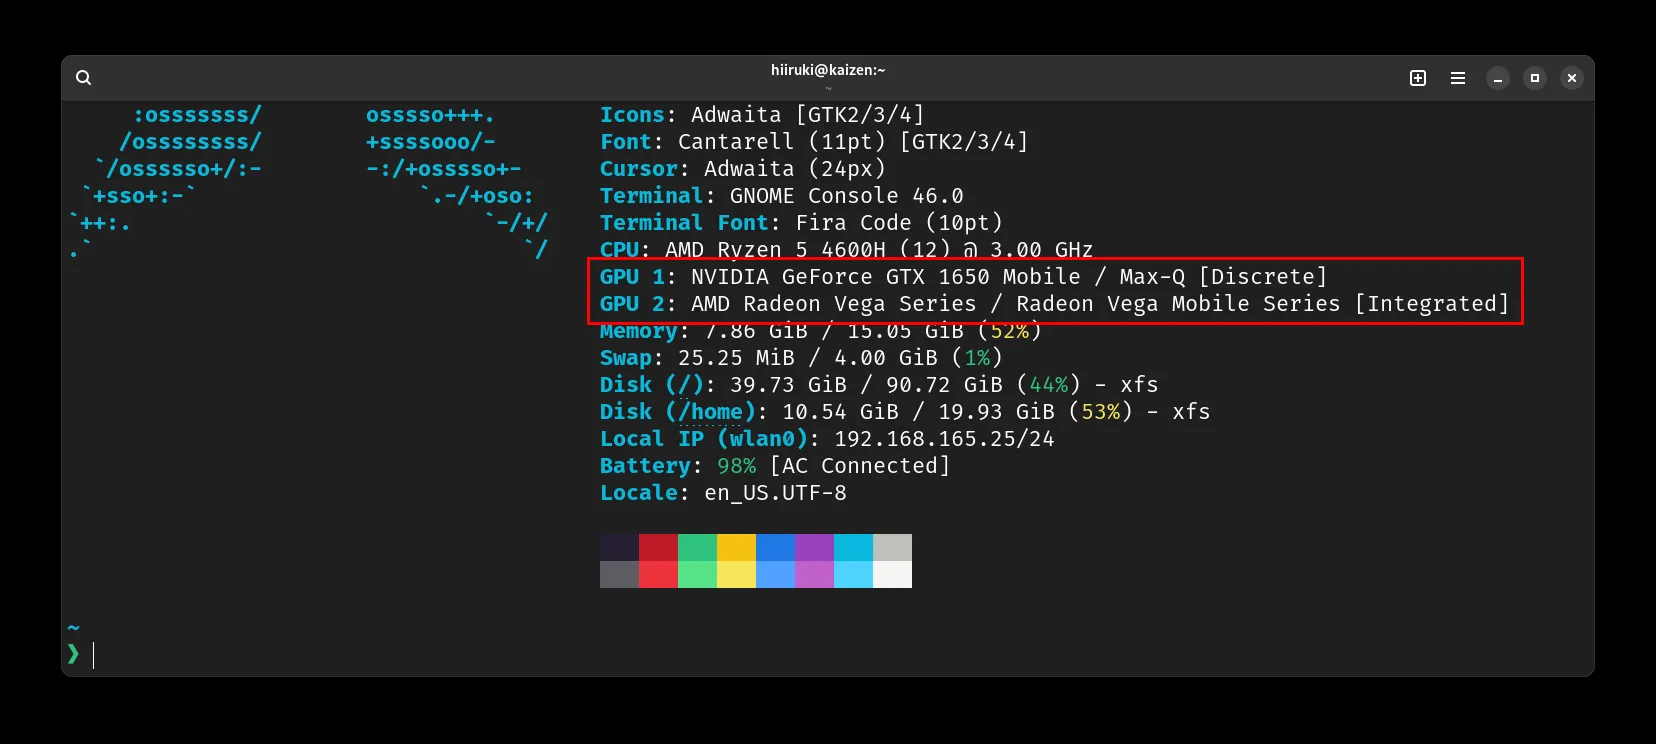 hiiruki@kaizen:~
~
:osssssss/ osssso+++. Icons: Adwaita [GTK2/3/4]
/ossssssss/ +ssssooo/- Font: Cantarell (11pt) [GTK2/3/4]
`/ossssso+/:- -:/+osssso+- Cursor: Adwaita (24px)
`+sso+:-` `.-/+oso: Terminal: GNOME Console 46.0
`++:. `-/+/ Terminal Font: Fira Code (10pt)
.` `/ CPU: AMD Ryzen 5 4600H (12) @ 3.00 GHz
GPU 1: NVIDIA GeForce GTX 1650 Mobile / Max-Q [Discrete]
GPU 2: AMD Radeon Vega Series / Radeon Vega Mobile Series [Integrated]
Memory: 7.86 GiB / 15.05 GiB (52%)
Swap: 25.25 MiB / 4.00 GiB (1%)
Disk (/): 39.73 GiB / 90.72 GiB (44%) - xfs
Disk (/home): 10.54 GiB / 19.93 GiB (53%) - xfs
Local IP (wlan0): 192.168.165.25/24
Battery: 98% [AC Connected]
Locale: en_US.UTF-8
~
❯